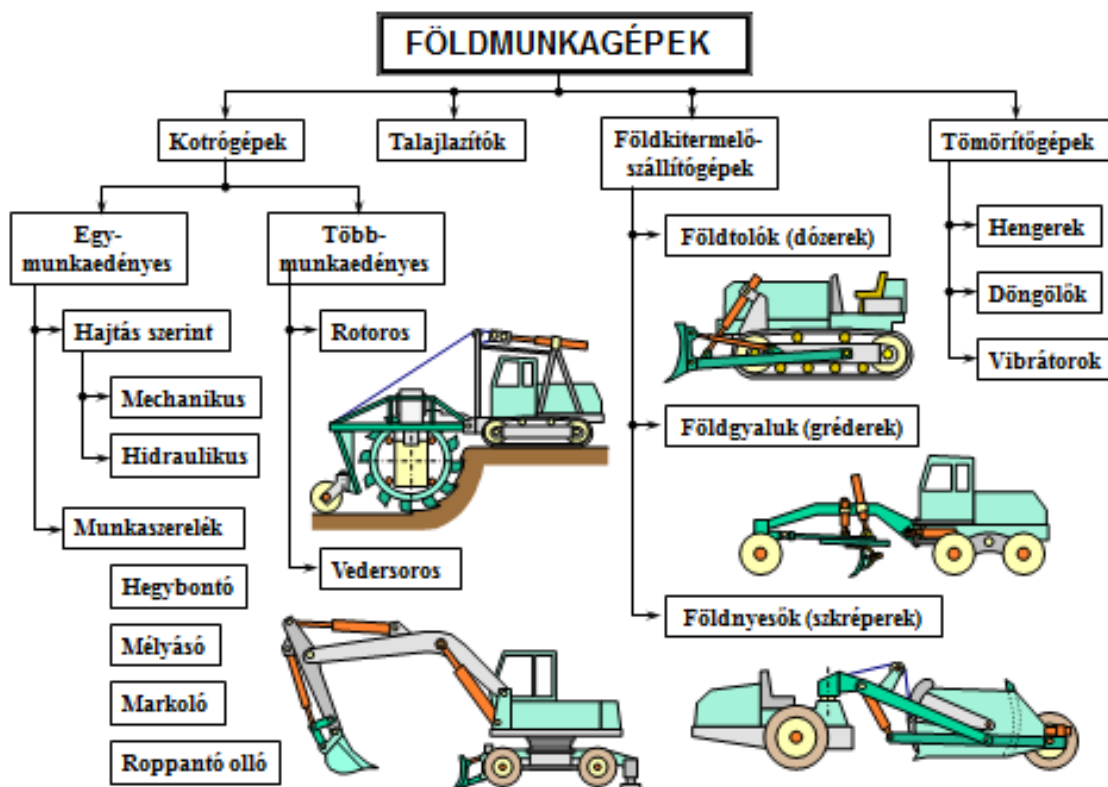 FÖLDMUNKAGÉPEK
Kotrógépek
Talajlazítók
Földkitermelő-
szállítógépek
Tömörítőgépek
Egy-
munkaedényes
Több-
munkaedényes
Földtolók (dózerek)
Hengerek
Döngölők
Vibrátorok
Hajtás szerint
Rotoros
Mechanikus
Hidraulikus
Földgyaluk (gréderek)
Munkaszerelék
Vedersoros
Hegybontó
Mélyásó
Markoló
Roppantó olló
Földnyesők (szkréperek)